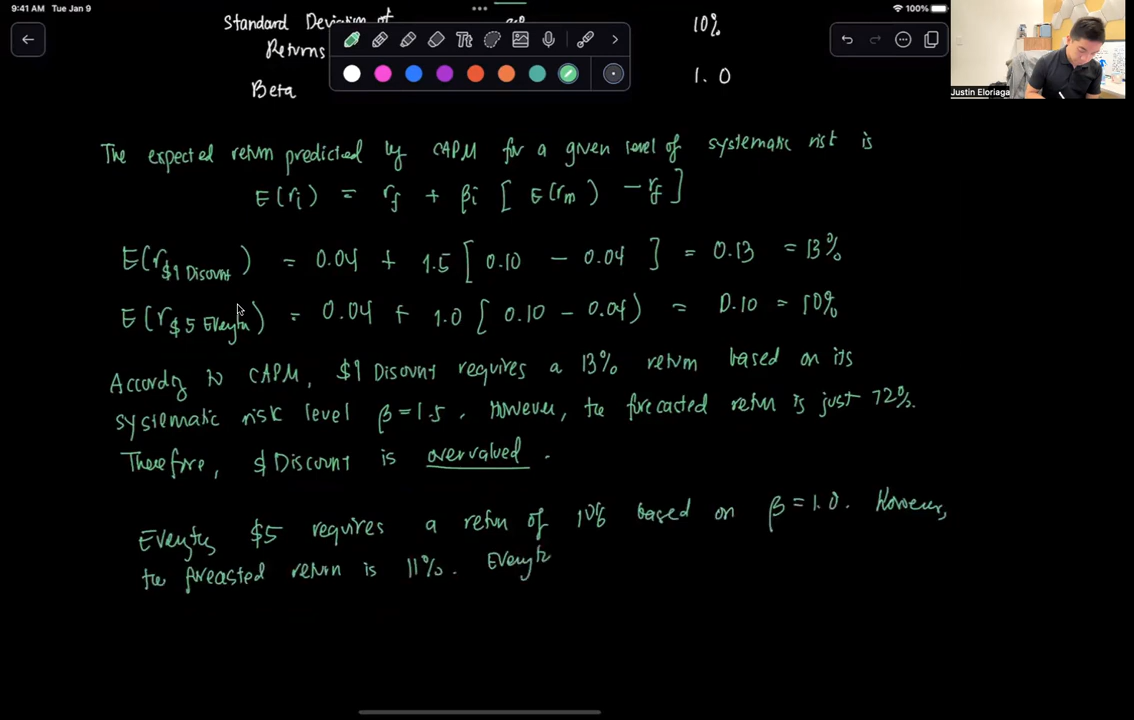 9:41 AM Tue Jan 9
100%
Standard Deviation of 10%
Returns
Beta 1.0
Justin Eloriaga
The expected return predicted by CAPM for a given level of systematic risk is
E(ri) = rf + βi [E(rm) - rf]
E(r$1 Discount) = 0.04 + 1.5 [0.10 - 0.04] = 0.13 = 13%
E(r$5 Everyth) = 0.04 + 1.0 [0.10 - 0.04) = 0.10 = 10%
According to CAPM, $1 Discount requires a 13% return based on its
systematic risk level β = 1.5. However, the forecasted return is just 12%.
Therefore, $ Discount is overvalued.
Everything $5 requires a return of 10% based on β = 1.0. However,
the forecasted return is 11%. Everyth